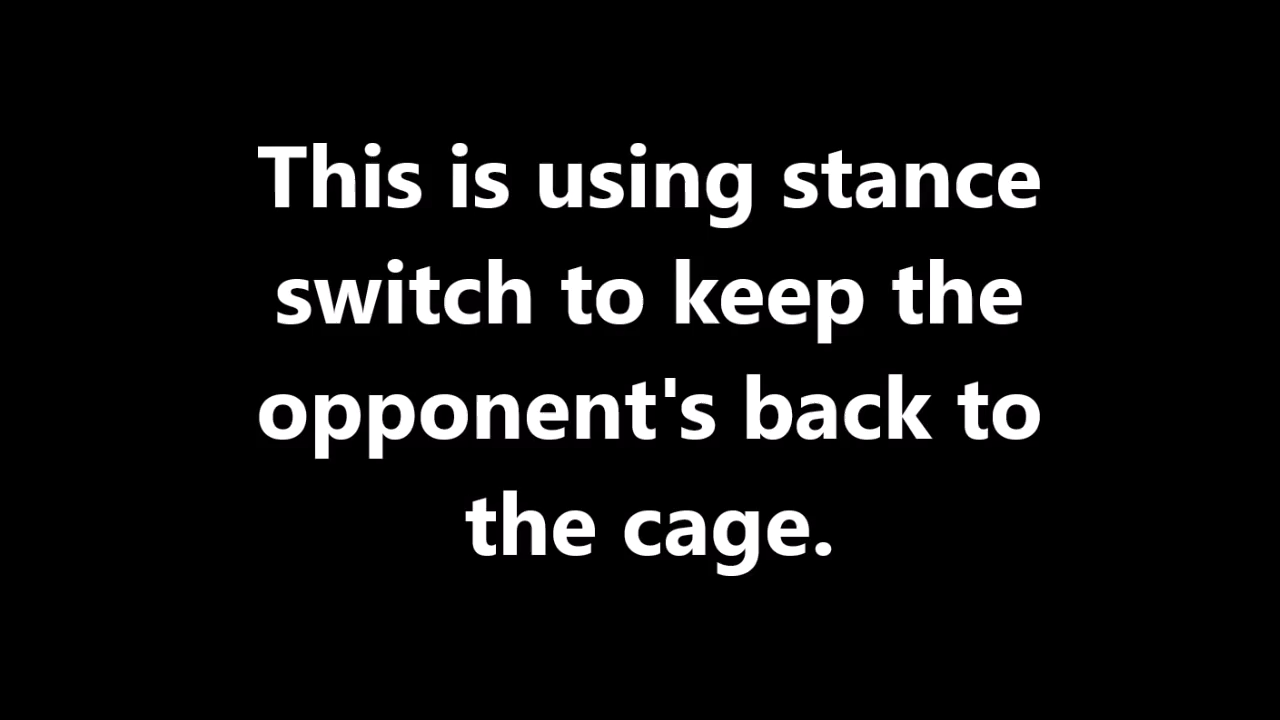 This is using stance
switch to keep the
opponent's back to
the cage.